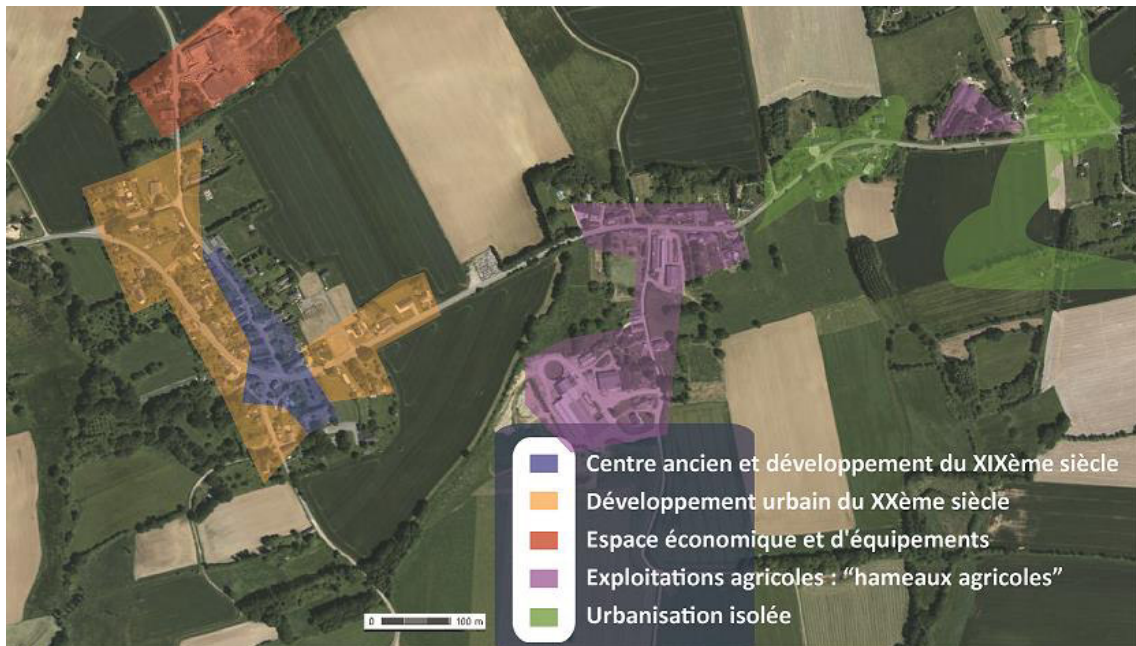 Centre ancien et développement du XIXème siècle
Développement urbain du XXème siècle
Espace économique et d'équipements
Exploitations agricoles : “hameaux agricoles”
Urbanisation isolée
0 100 m